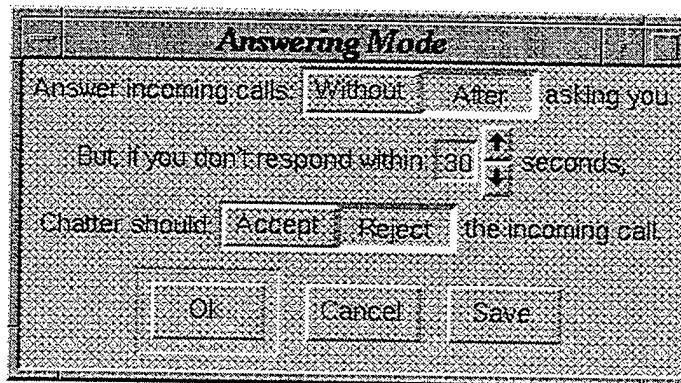 Answering Mode
Answer incoming calls: Without After asking you.
But, if you don't respond within: 30 seconds,
Chatter should: Accept Reject the incoming call.
Ok Cancel Save